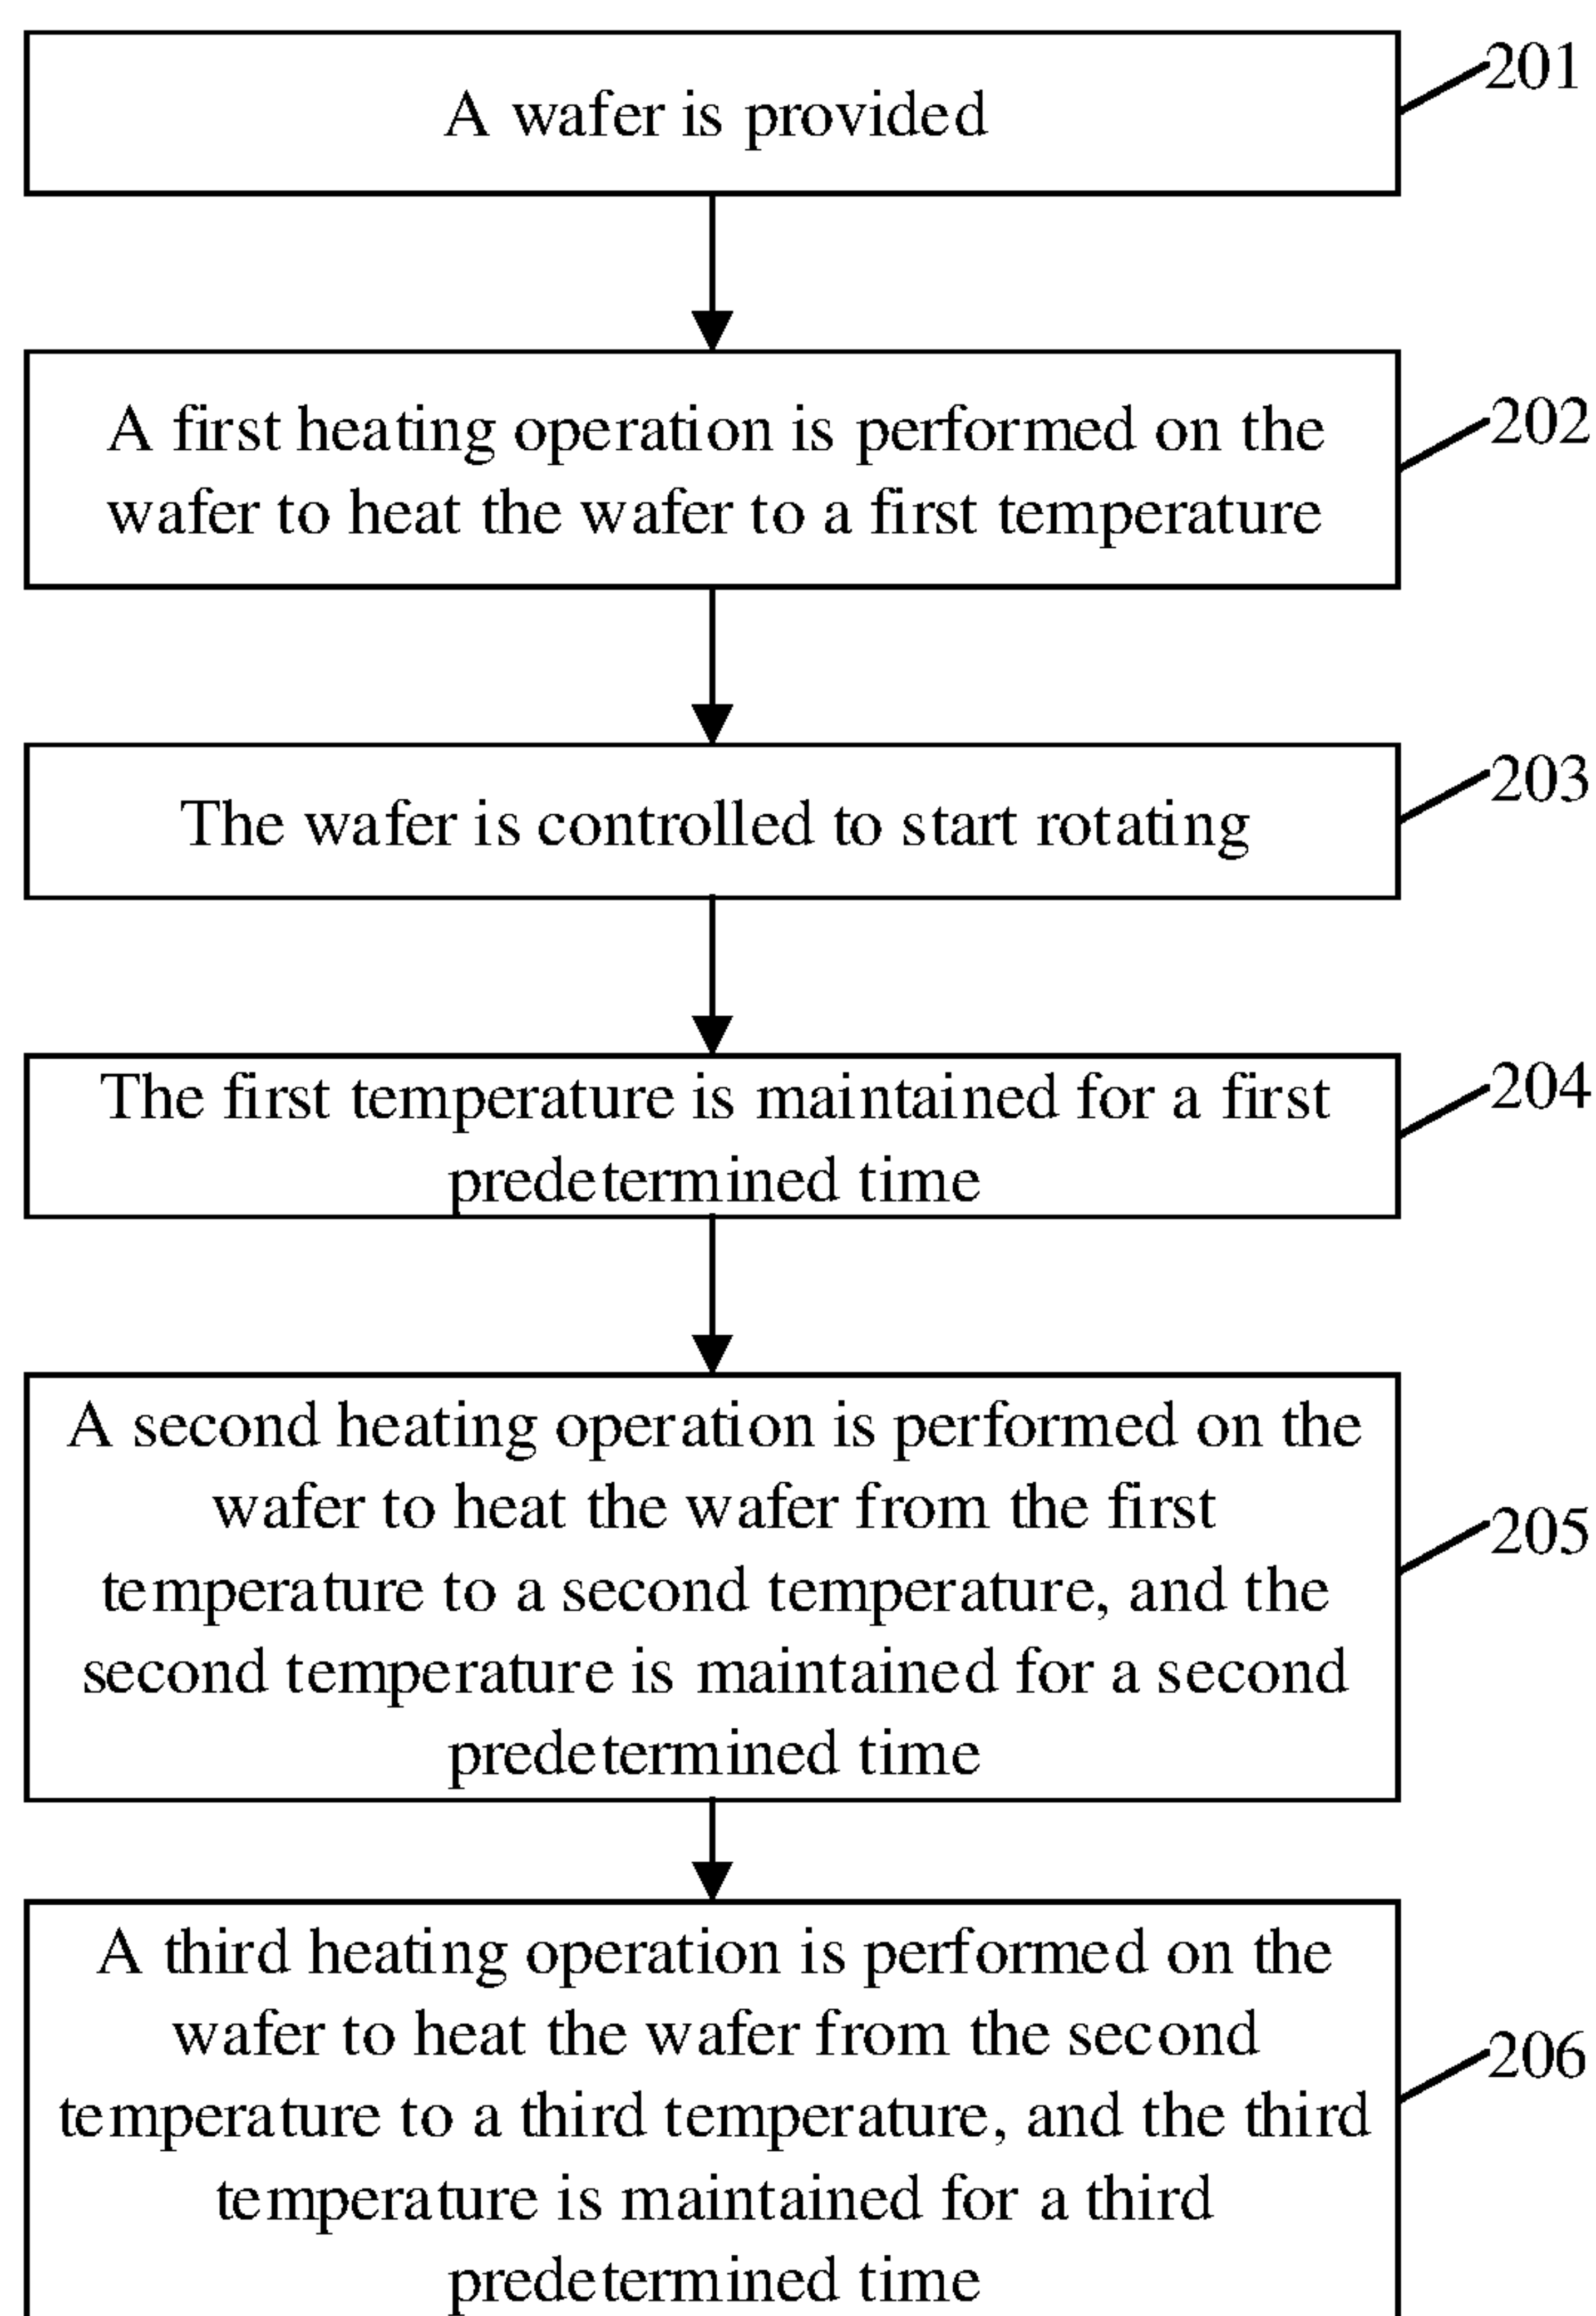 A wafer is provided
201
A first heating operation is performed on the
wafer to heat the wafer to a first temperature
202
The wafer is controlled to start rotating
203
The first temperature is maintained for a first
predetermined time
204
A second heating operation is performed on the
wafer to heat the wafer from the first
temperature to a second temperature, and the
second temperature is maintained for a second
predetermined time
205
A third heating operation is performed on the
wafer to heat the wafer from the second
temperature to a third temperature, and the third
temperature is maintained for a third
predetermined time
206